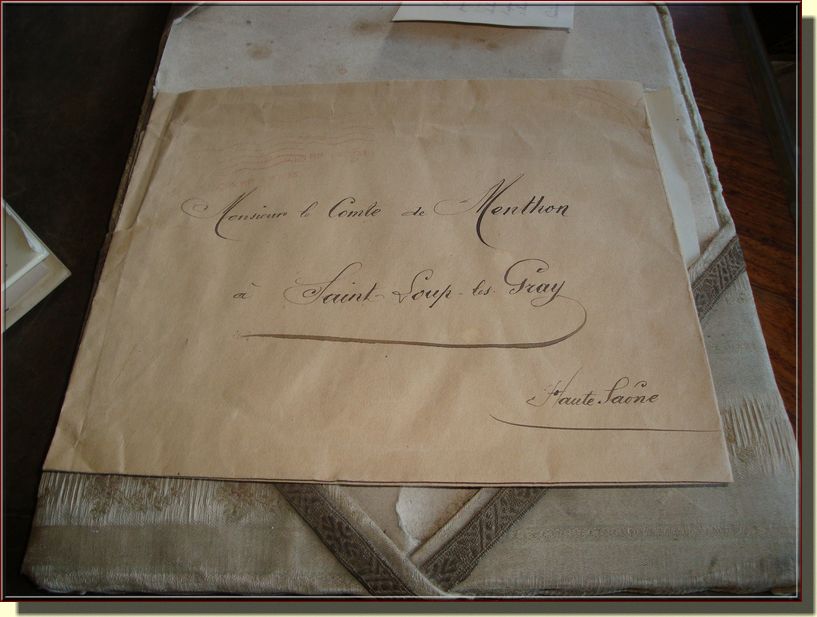 Monsieur le Comte de Menthon
à Saint-Loup-les-Gray
Haute Saône